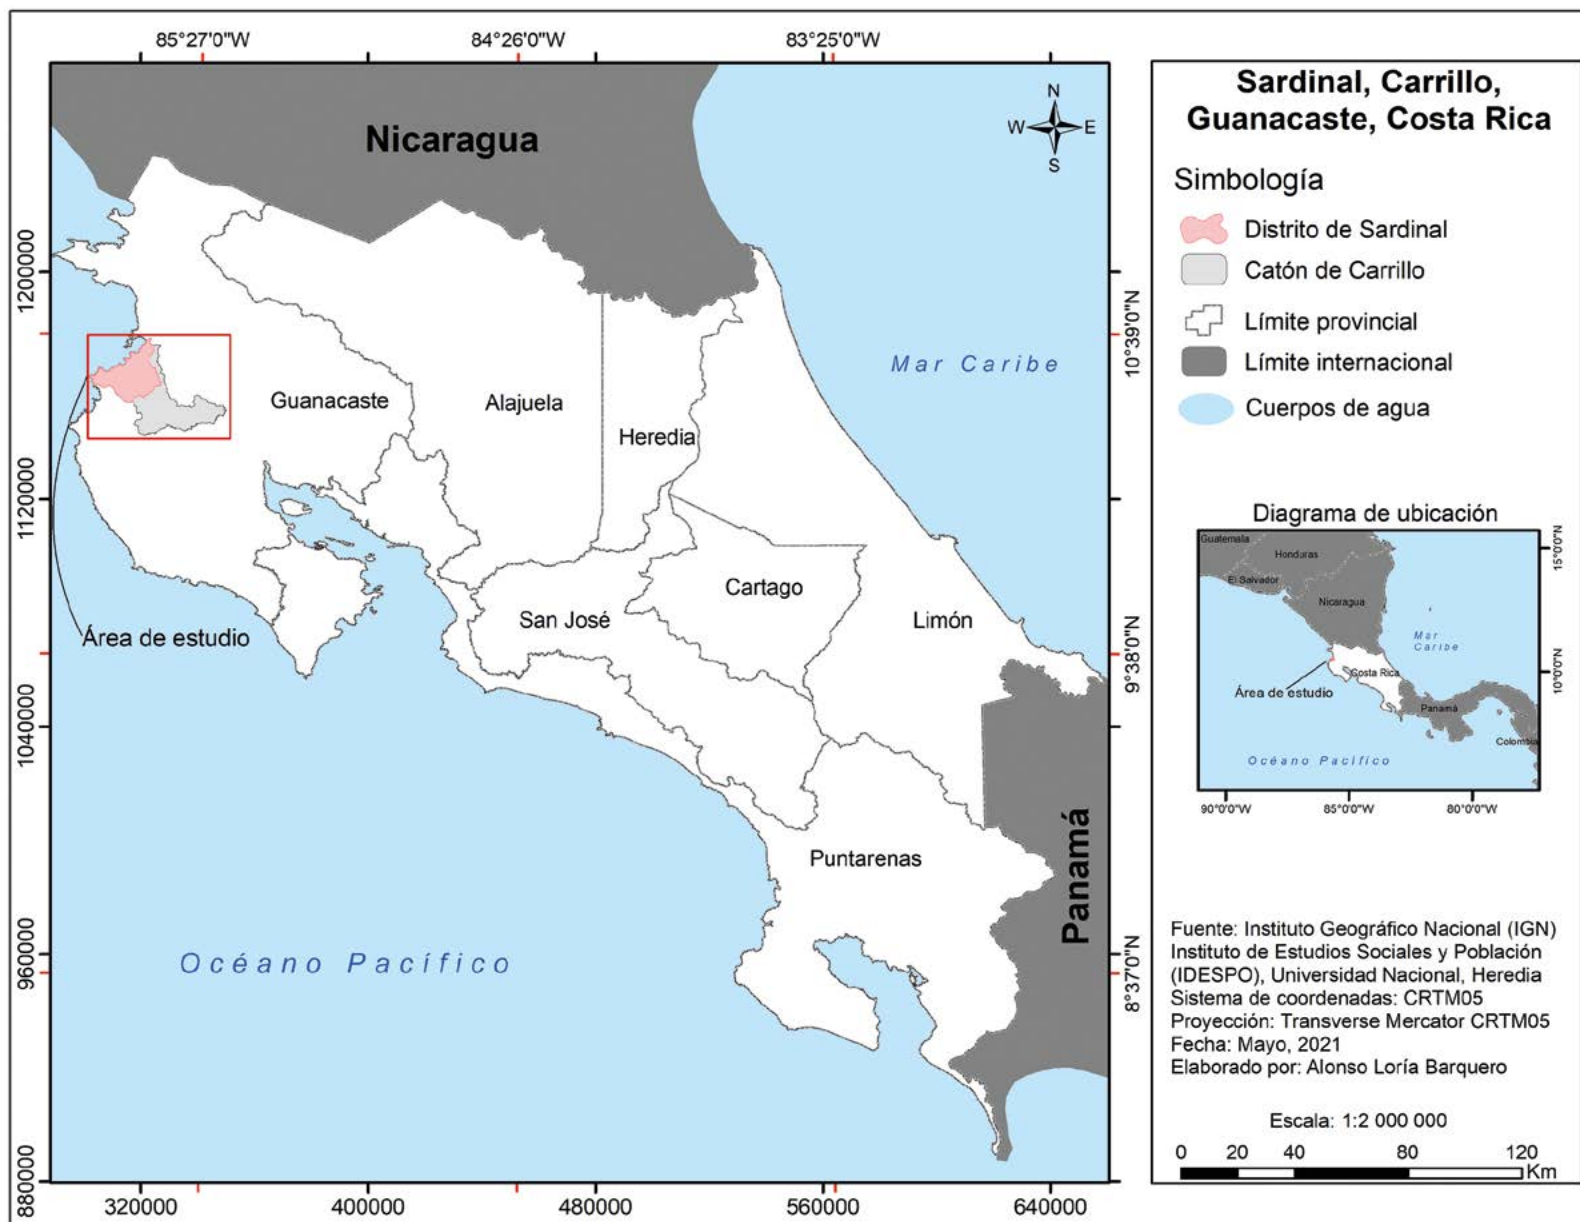 85°27'0"W
84°26'0"W
83°25'0"W
Nicaragua
N
W
E
S
1200000
1120000
1040000
960000
880000
10°39'0"N
9°38'0"N
8°37'0"N
Mar Caribe
Guanacaste
Alajuela
Heredia
Cartago
San José
Limón
Área de estudio
Puntarenas
Panamá
Océano Pacífico
320000
400000
480000
560000
640000
Sardinal, Carrillo,
Guanacaste, Costa Rica
Simbología
Distrito de Sardinal
Catón de Carrillo
Límite provincial
Límite internacional
Cuerpos de agua
Diagrama de ubicación
Guatemala
Honduras
El Salvador
Nicaragua
Mar
Caribe
Costa Rica
Área de estudio
Panamá
Colombia
Océano Pacífico
15°0'0"N
10°0'0"N
90°0'0"W
85°0'0"W
80°0'0"W
Fuente: Instituto Geográfico Nacional (IGN)
Instituto de Estudios Sociales y Población
(IDESPO), Universidad Nacional, Heredia
Sistema de coordenadas: CRTM05
Proyección: Transverse Mercator CRTM05
Fecha: Mayo, 2021
Elaborado por: Alonso Loría Barquero
Escala: 1:2 000 000
0 20 40 80 120
Km